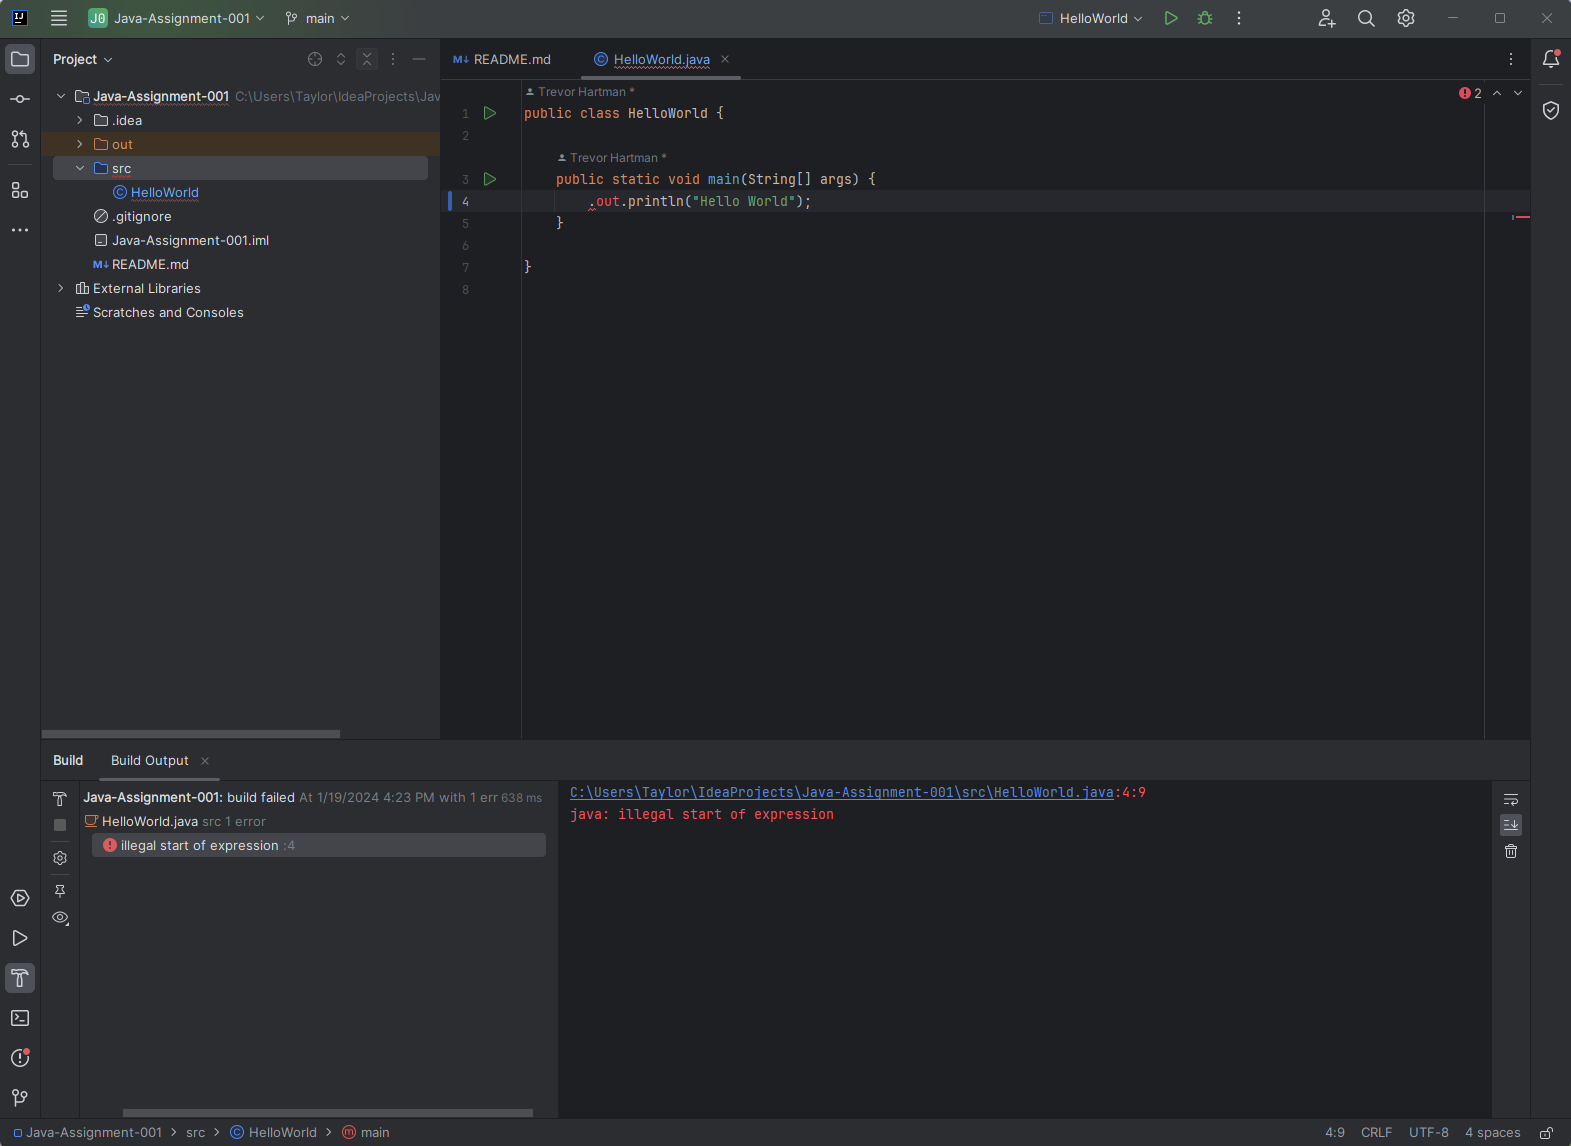 J0 Java-Assignment-001 main HelloWorld
Project
README.md HelloWorld.java
Java-Assignment-001 C:\Users\Taylor\IdeaProjects\Jav
.idea
out
src
HelloWorld
.gitignore
Java-Assignment-001.iml
M↓ README.md
External Libraries
Scratches and Consoles
Trevor Hartman *
2
1 public class HelloWorld {
2
Trevor Hartman *
3 public static void main(String[] args) {
4 .out.println("Hello World");
5 }
6
7 }
8
Build Build Output
Java-Assignment-001: build failed At 1/19/2024 4:23 PM with 1 err 638 ms
HelloWorld.java src 1 error
illegal start of expression :4
C:\Users\Taylor\IdeaProjects\Java-Assignment-001\src\HelloWorld.java:4:9
java: illegal start of expression
Java-Assignment-001 > src > HelloWorld > main 4:9 CRLF UTF-8 4 spaces